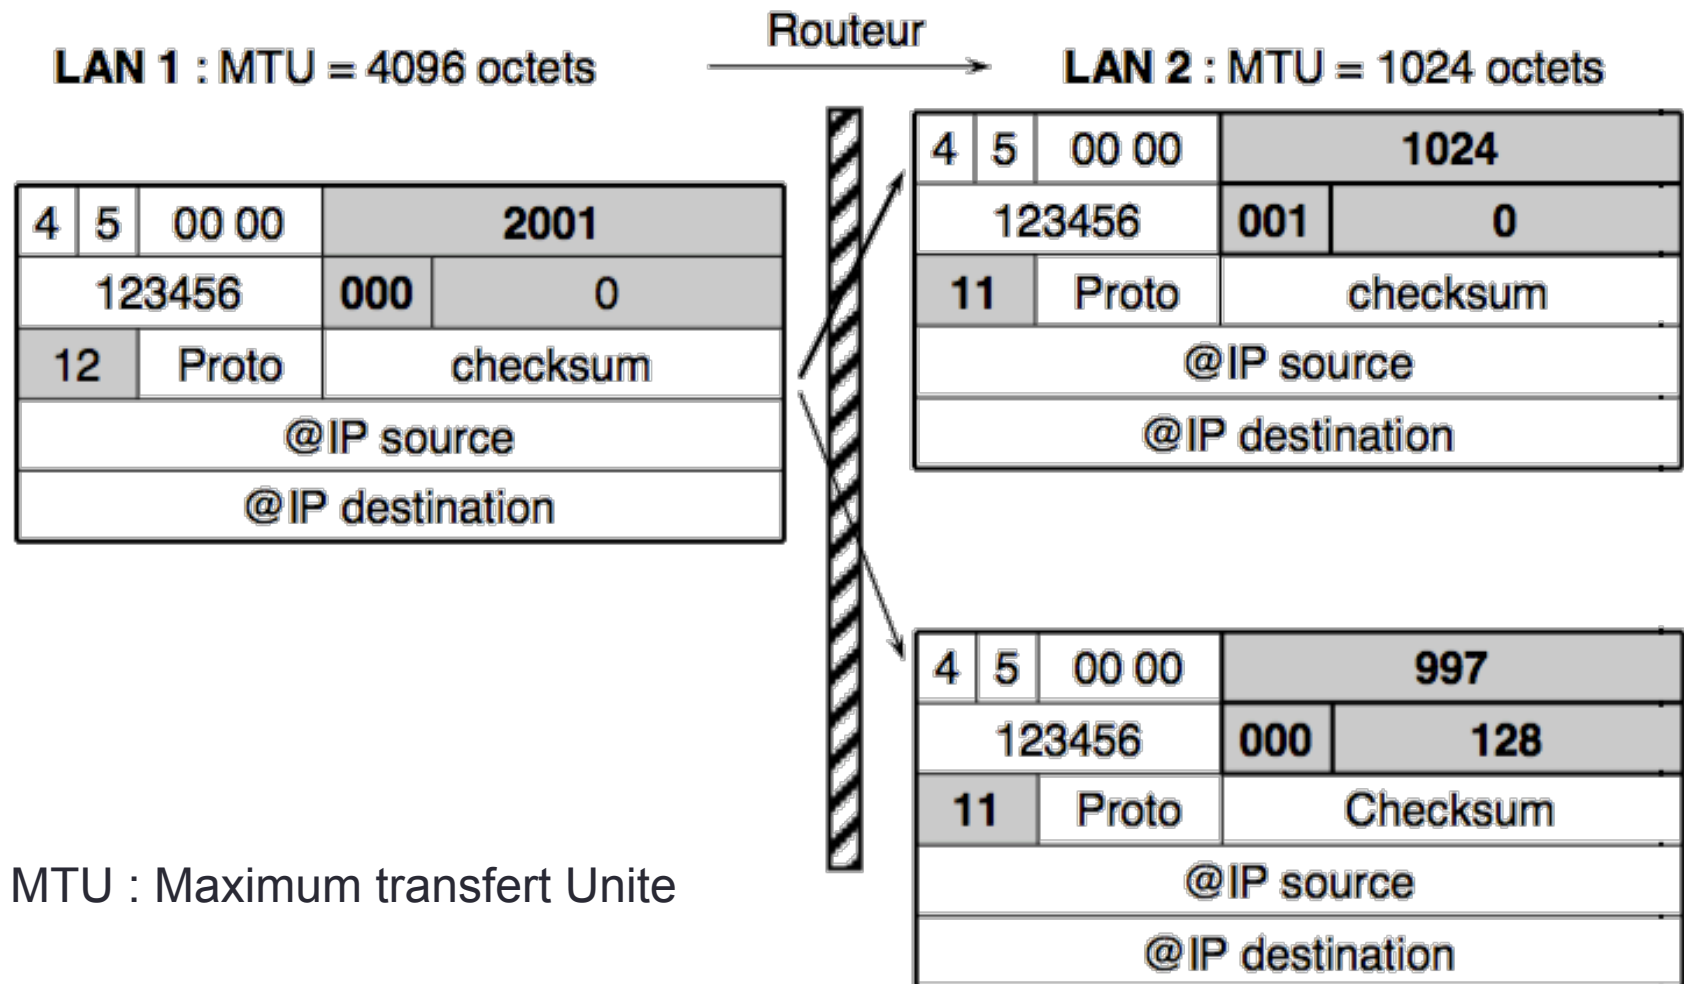 Routeur
LAN 1 : MTU = 4096 octets
LAN 2 : MTU = 1024 octets
4 5 00 00 2001
123456 000 0
12 Proto checksum
@IP source
@IP destination
4 5 00 00 1024
123456 001 0
11 Proto checksum
@IP source
@IP destination
4 5 00 00 997
123456 000 128
11 Proto Checksum
@IP source
@IP destination
MTU : Maximum transfert Unite